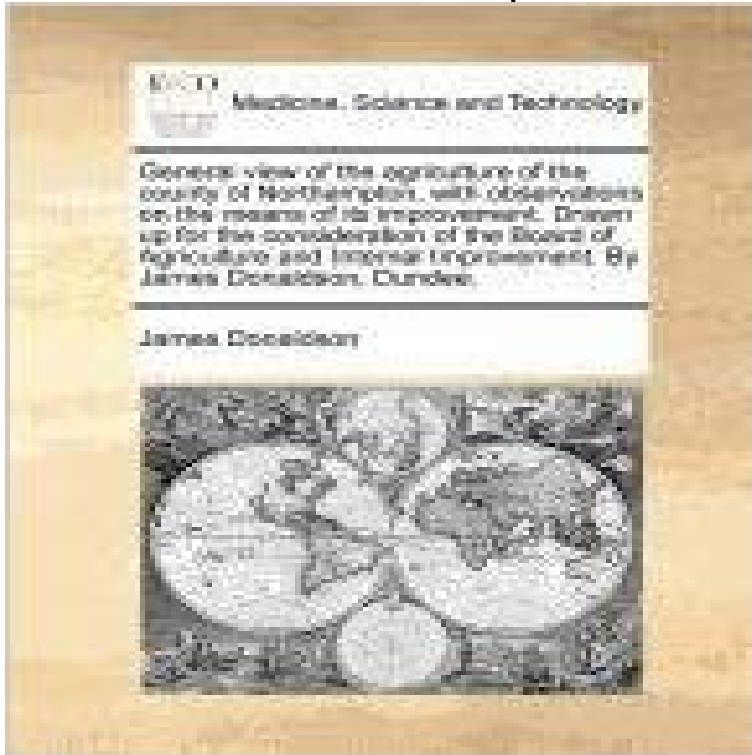 ECCO
Medicine, Science and Technology
General view of the agriculture of the
county of Northampton, with observations
on the means of its improvement. Drawn
up for the consideration of the Board of
Agriculture and Internal Improvement. By
James Donaldson, Dundee.
James Donaldson